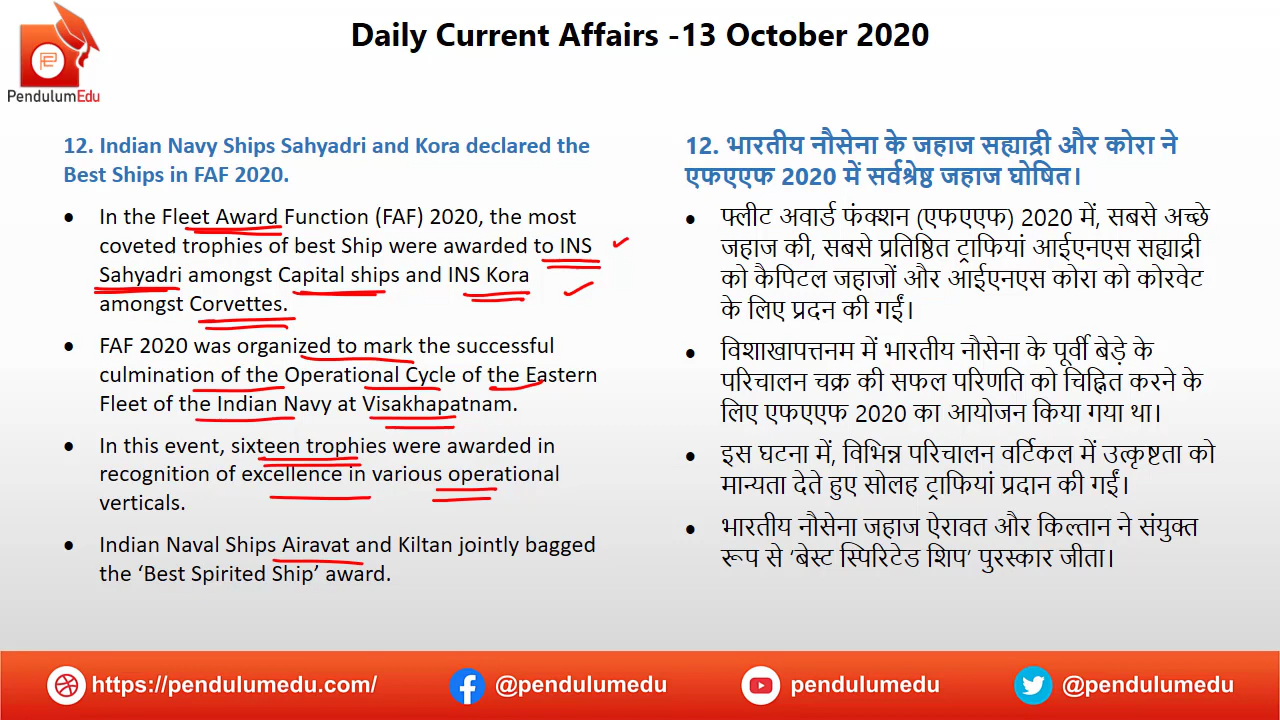 PendulumEdu
Daily Current Affairs -13 October 2020
12. Indian Navy Ships Sahyadri and Kora declared the
Best Ships in FAF 2020.
● In the Fleet Award Function (FAF) 2020, the most
coveted trophies of best Ship were awarded to INS
Sahyadri amongst Capital ships and INS Kora
amongst Corvettes.
● FAF 2020 was organized to mark the successful
culmination of the Operational Cycle of the Eastern
Fleet of the Indian Navy at Visakhapatnam.
● In this event, sixteen trophies were awarded in
recognition of excellence in various operational
verticals.
● Indian Naval Ships Airavat and Kiltan jointly bagged
the ‘Best Spirited Ship’ award.
12. भारतीय नौसेना के जहाज सह्याद्री और कोरा ने
एफएएफ 2020 में सर्वश्रेष्ठ जहाज घोषित।
● फ्लीट अवार्ड फंक्शन (एफएएफ) 2020 में, सबसे अच्छे
जहाज की, सबसे प्रतिष्ठित ट्राफियां आईएनएस सह्याद्री
को कैपिटल जहाजों और आईएनएस कोरा को कोरवेट
के लिए प्रदन की गईं।
● विशाखापत्तनम में भारतीय नौसेना के पूर्वी बेड़े के
परिचालन चक्र की सफल परिणति को चिह्नित करने के
लिए एफएएफ 2020 का आयोजन किया गया था।
● इस घटना में, विभिन्न परिचालन वर्टिकल में उत्कृष्टता को
मान्यता देते हुए सोलह ट्राफियां प्रदान की गईं।
● भारतीय नौसेना जहाज ऐरावत और किल्तान ने संयुक्त
रूप से ‘बेस्ट स्पिरिटेड शिप’ पुरस्कार जीता।
https://pendulumedu.com/ @pendulumedu pendulumedu @pendulumedu